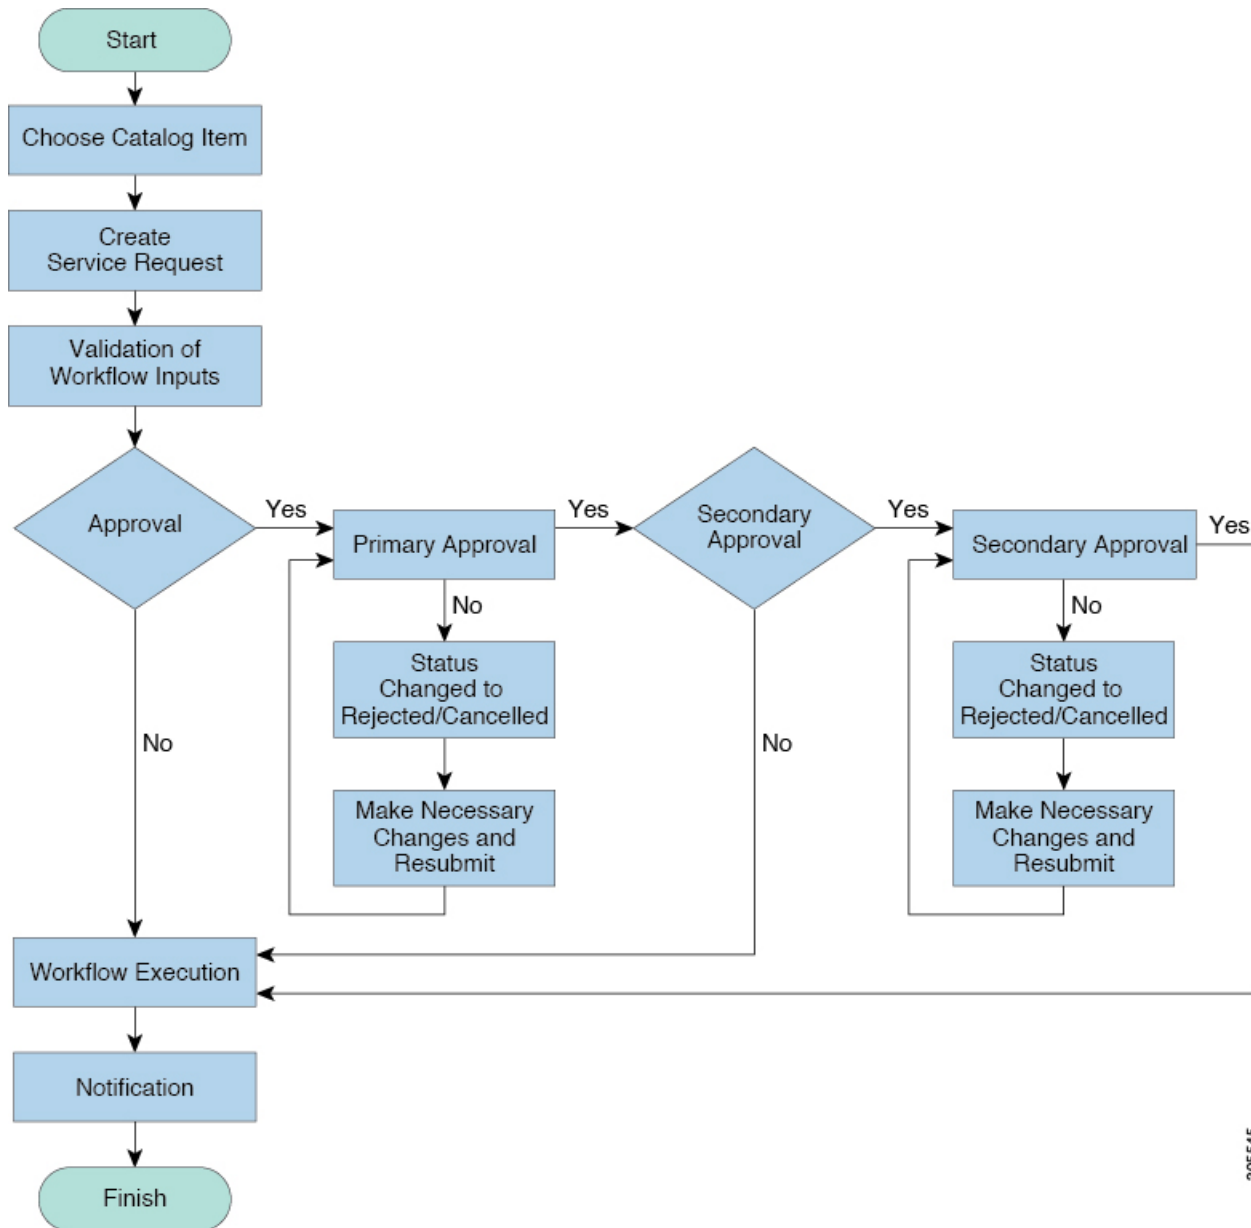 Start
Choose Catalog Item
Create
Service Request
Validation of
Workflow Inputs
Approval
Yes
Primary Approval
Yes
Secondary
Approval
Yes
Secondary Approval
Yes
No
Status
Changed to
Rejected/Cancelled
Make Necessary
Changes and
Resubmit
No
Status
Changed to
Rejected/Cancelled
Make Necessary
Changes and
Resubmit
No
No
Workflow Execution
Notification
Finish